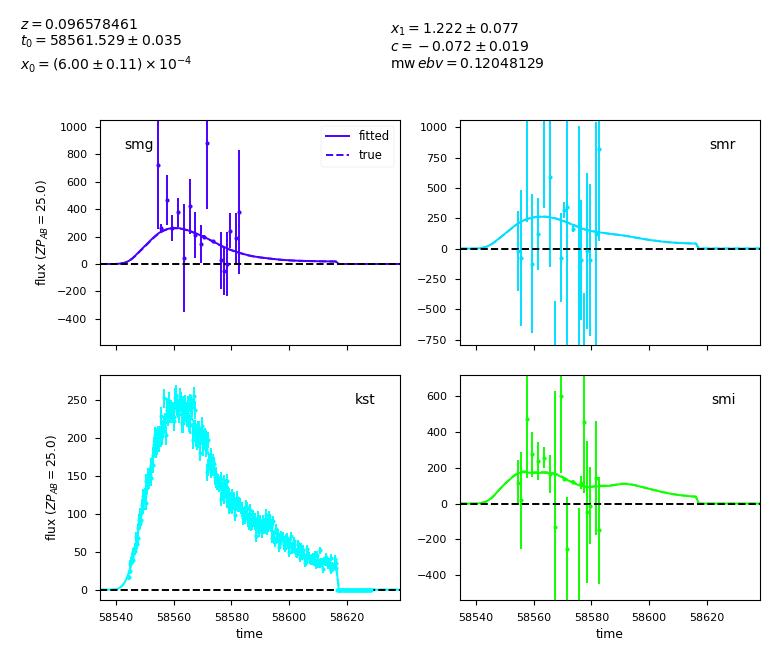 z = 0.096578461
t₀ = 58561.529 ± 0.035
x₀ = (6.00 ± 0.11) × 10⁻⁴
x₁ = 1.222 ± 0.077
c = −0.072 ± 0.019
mw ebv = 0.12048129
smg
fitted
true
1000
800
600
400
200
0
−200
−400
flux (ZP_AB = 25.0)
smr
1000
750
500
250
0
−250
−500
−750
kst
250
200
150
100
50
0
flux (ZP_AB = 25.0)
58540 58560 58580 58600 58620
time
smi
600
400
200
0
−200
−400
58540 58560 58580 58600 58620
time